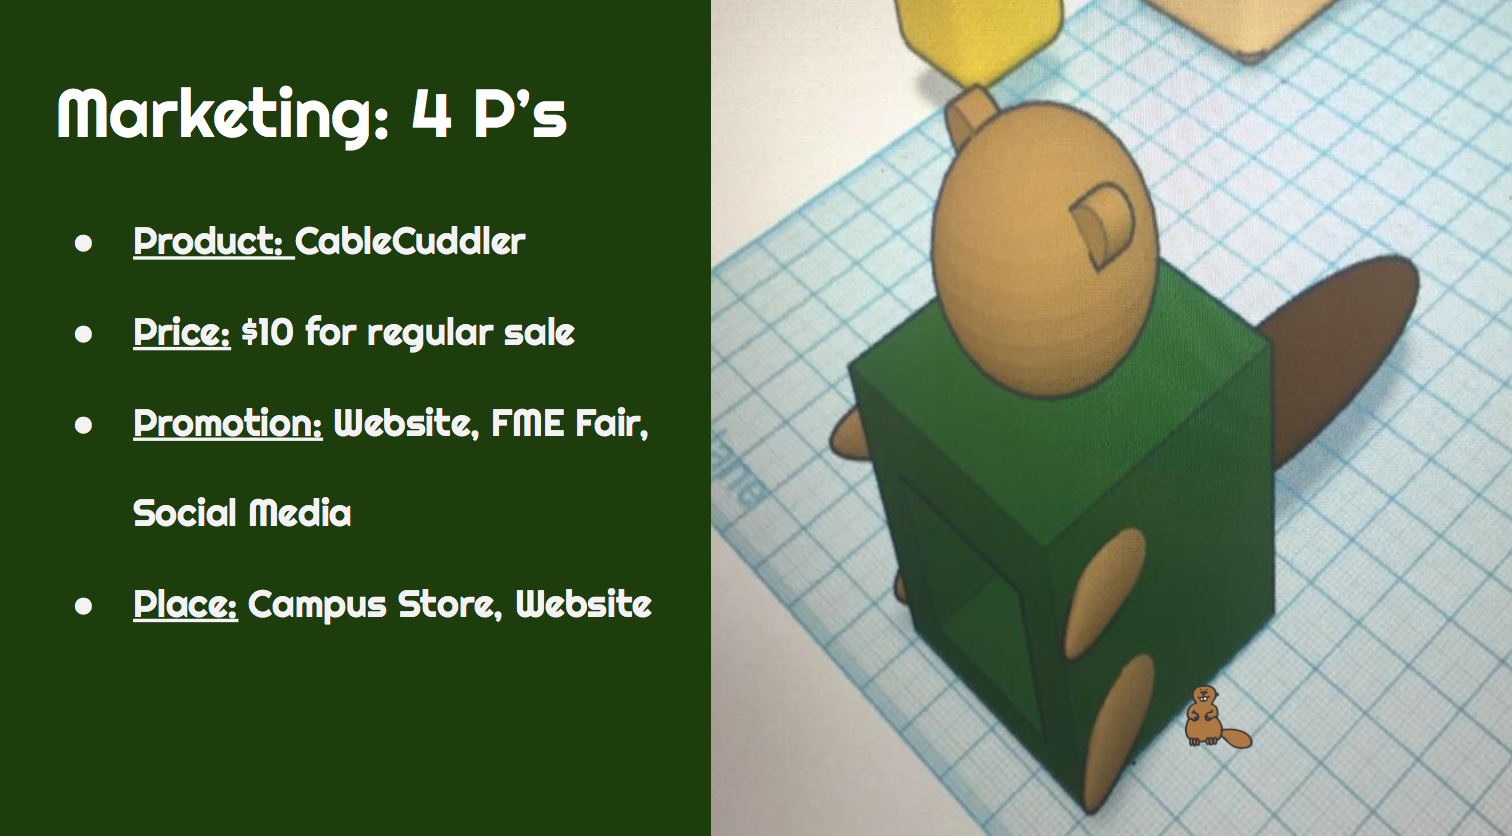 Marketing: 4 P's
● Product: CableCuddler
● Price: $10 for regular sale
● Promotion: Website, FME Fair,
Social Media
● Place: Campus Store, Website